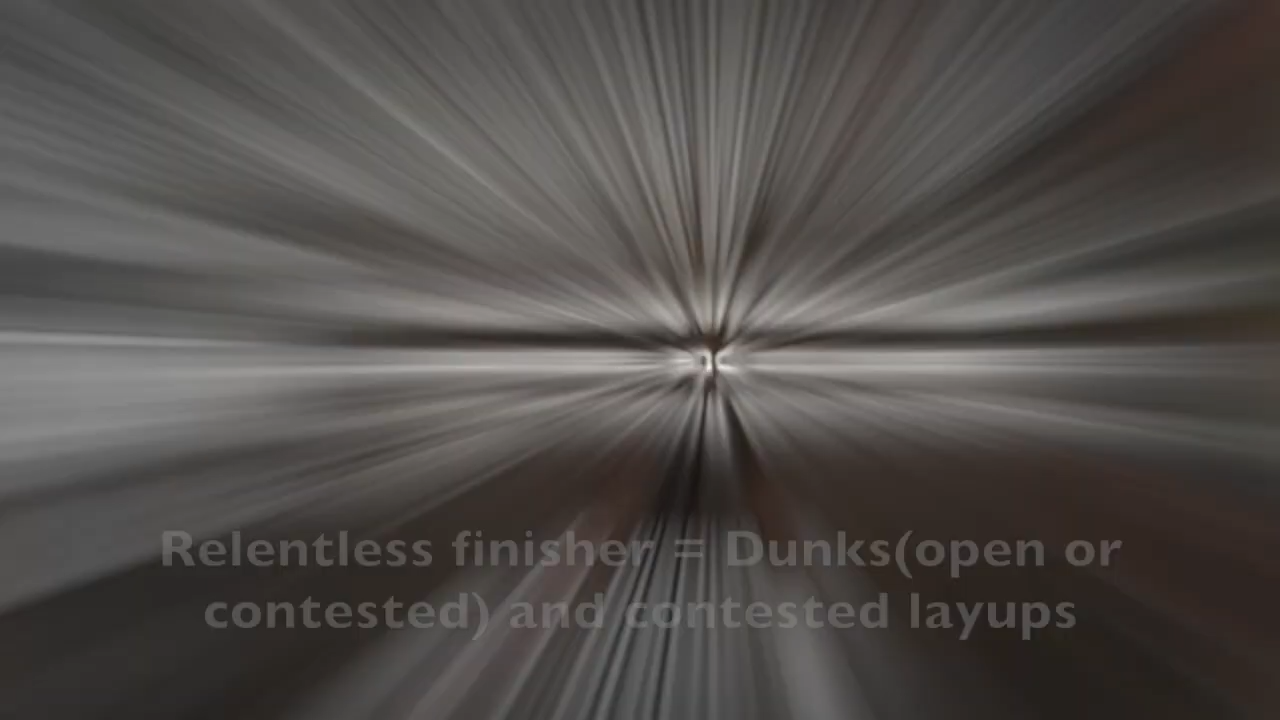 Relentless finisher = Dunks(open or
contested) and contested layups